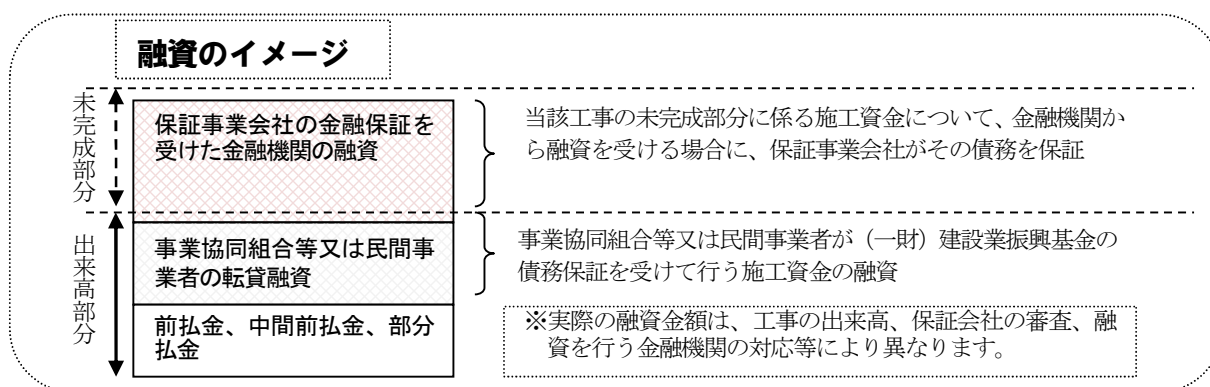 融資のイメージ
未完成部分
保証事業会社の金融保証を
受けた金融機関の融資
当該工事の未完成部分に係る施工資金について、金融機関か
ら融資を受ける場合に、保証事業会社がその債務を保証
出来高部分
事業協同組合等又は民間事
業者の転貸融資
事業協同組合等又は民間事業者が（一財）建設業振興基金の
債務保証を受けて行う施工資金の融資
前払金、中間前払金、部分
払金
※実際の融資金額は、工事の出来高、保証会社の審査、融
資を行う金融機関の対応等により異なります。